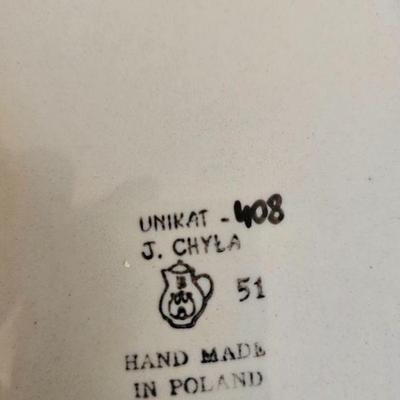 UNIKAT - 408
J. CHYŁA
51
HAND MADE
IN POLAND